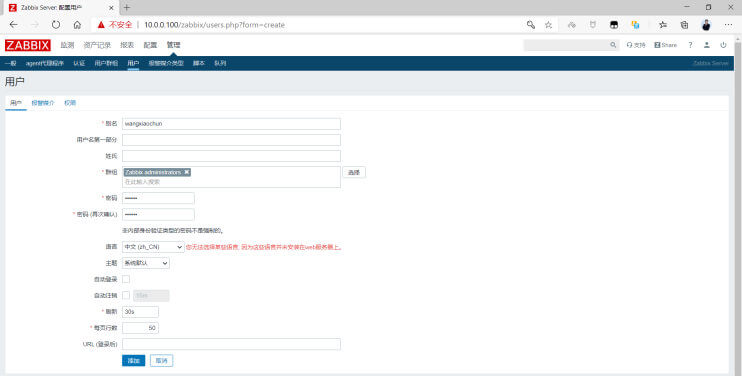 Zabbix Server: 配置用户
不安全 | 10.0.0.100/zabbix/users.php?form=create
ZABBIX 监测 资产记录 报表 配置 管理 支持 Share ?
一般 agent代理程序 认证 用户群组 用户 报警媒介类型 脚本 队列 Zabbix Server
用户
用户 报警媒介 权限
* 别名 wangxiaochun
用户名第一部分
姓氏
* 群组 Zabbix administrators 选择
在此输入搜索
* 密码 ••••••
* 密码 (再次确认) ••••••
非内部身份验证类型的密码不是强制的。
语言 中文 (zh_CN) 你无法选择某些语言, 因为这些语言并未安装在web服务器上。
主题 系统默认
自动登录
自动注销 15m
* 刷新 30s
* 每页行数 50
URL (登录后)
添加 取消